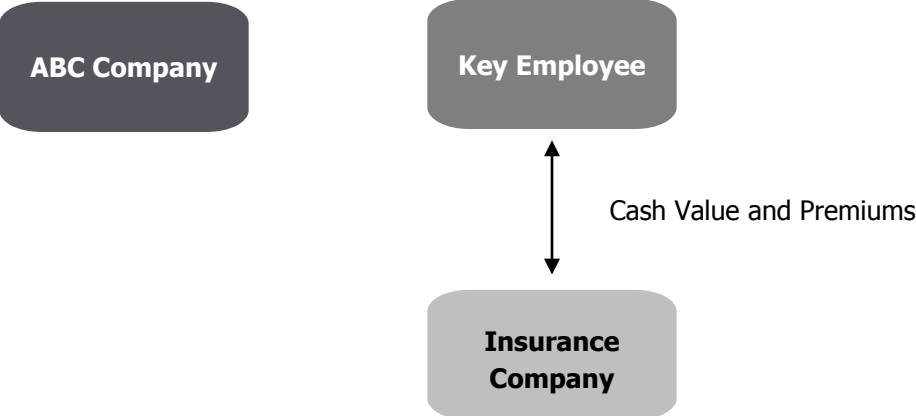 ABC Company
Key Employee
Cash Value and Premiums
Insurance
Company